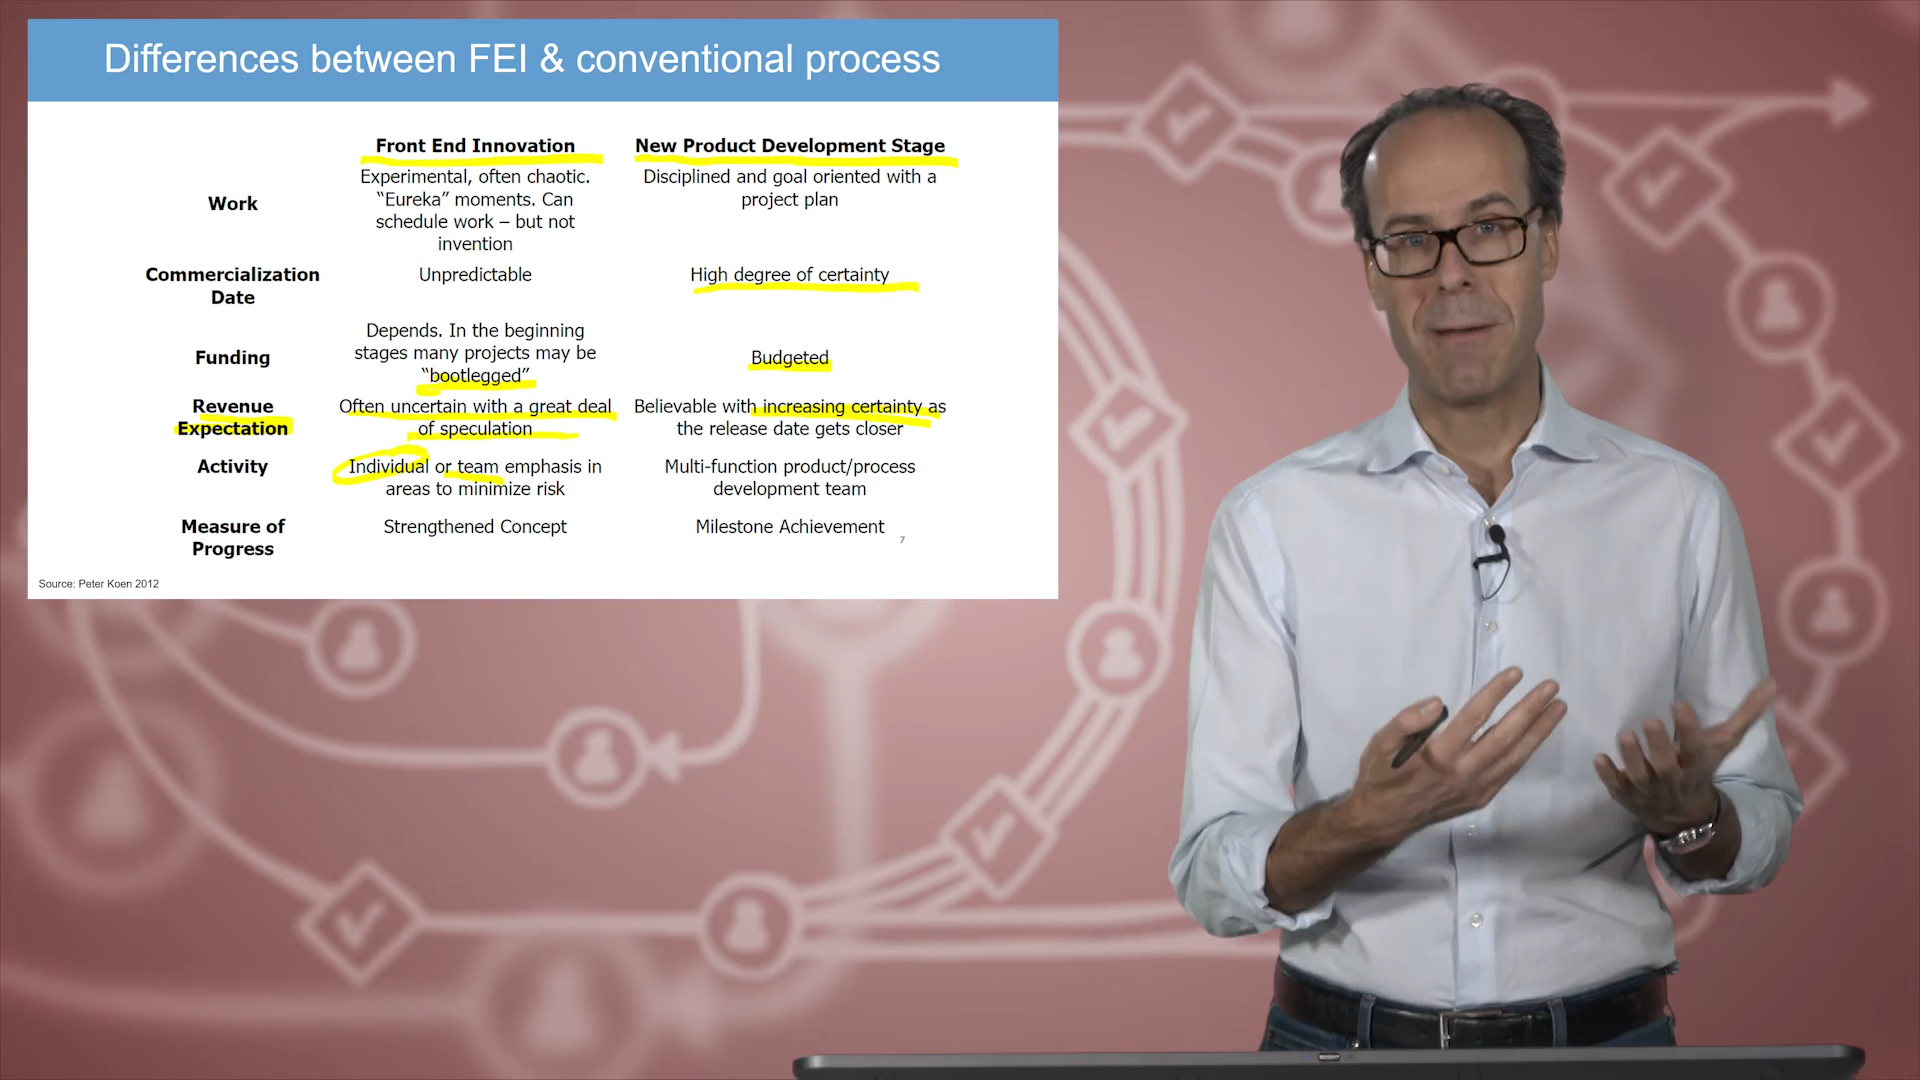 Differences between FEI & conventional process
Front End Innovation
New Product Development Stage
Work
Experimental, often chaotic.
“Eureka” moments. Can
schedule work – but not
invention
Disciplined and goal oriented with a
project plan
Commercialization
Date
Unpredictable
High degree of certainty
Funding
Depends. In the beginning
stages many projects may be
“bootlegged”
Budgeted
Revenue
Expectation
Often uncertain with a great deal
of speculation
Believable with increasing certainty as
the release date gets closer
Activity
Individual or team emphasis in
areas to minimize risk
Multi-function product/process
development team
Measure of
Progress
Strengthened Concept
Milestone Achievement
7
Source: Peter Koen 2012